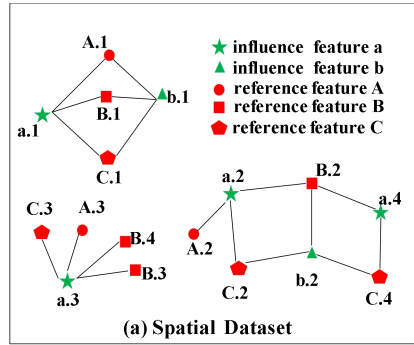 A.1
B.1
b.1
a.1
C.1
influence feature a
influence feature b
reference feature A
reference feature B
reference feature C
C.3
A.3
B.4
B.3
a.3
a.2
B.2
a.4
A.2
C.2
b.2
C.4
(a) Spatial Dataset